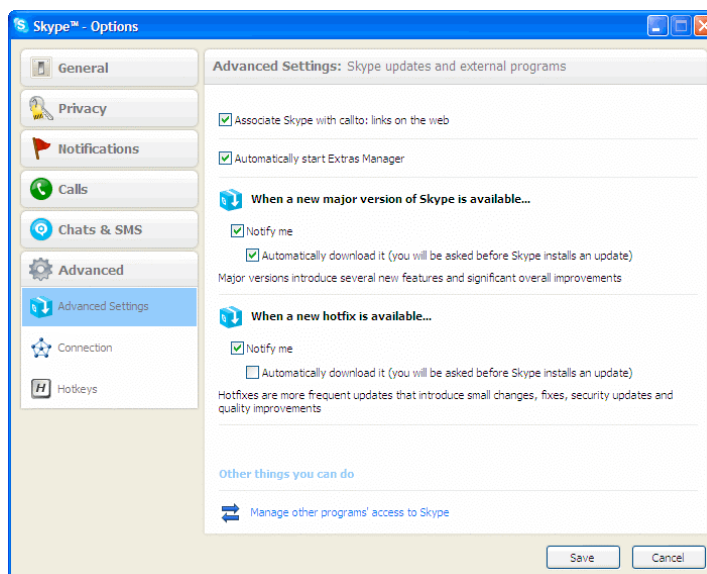 Skype™ - Options
General
Privacy
Notifications
Calls
Chats & SMS
Advanced
Advanced Settings
Connection
H Hotkeys
Advanced Settings: Skype updates and external programs
Associate Skype with callto: links on the web
Automatically start Extras Manager
When a new major version of Skype is available...
Notify me
Automatically download it (you will be asked before Skype installs an update)
Major versions introduce several new features and significant overall improvements
When a new hotfix is available...
Notify me
Automatically download it (you will be asked before Skype installs an update)
Hotfixes are more frequent updates that introduce small changes, fixes, security updates and
quality improvements
Other things you can do
Manage other programs' access to Skype
Save
Cancel